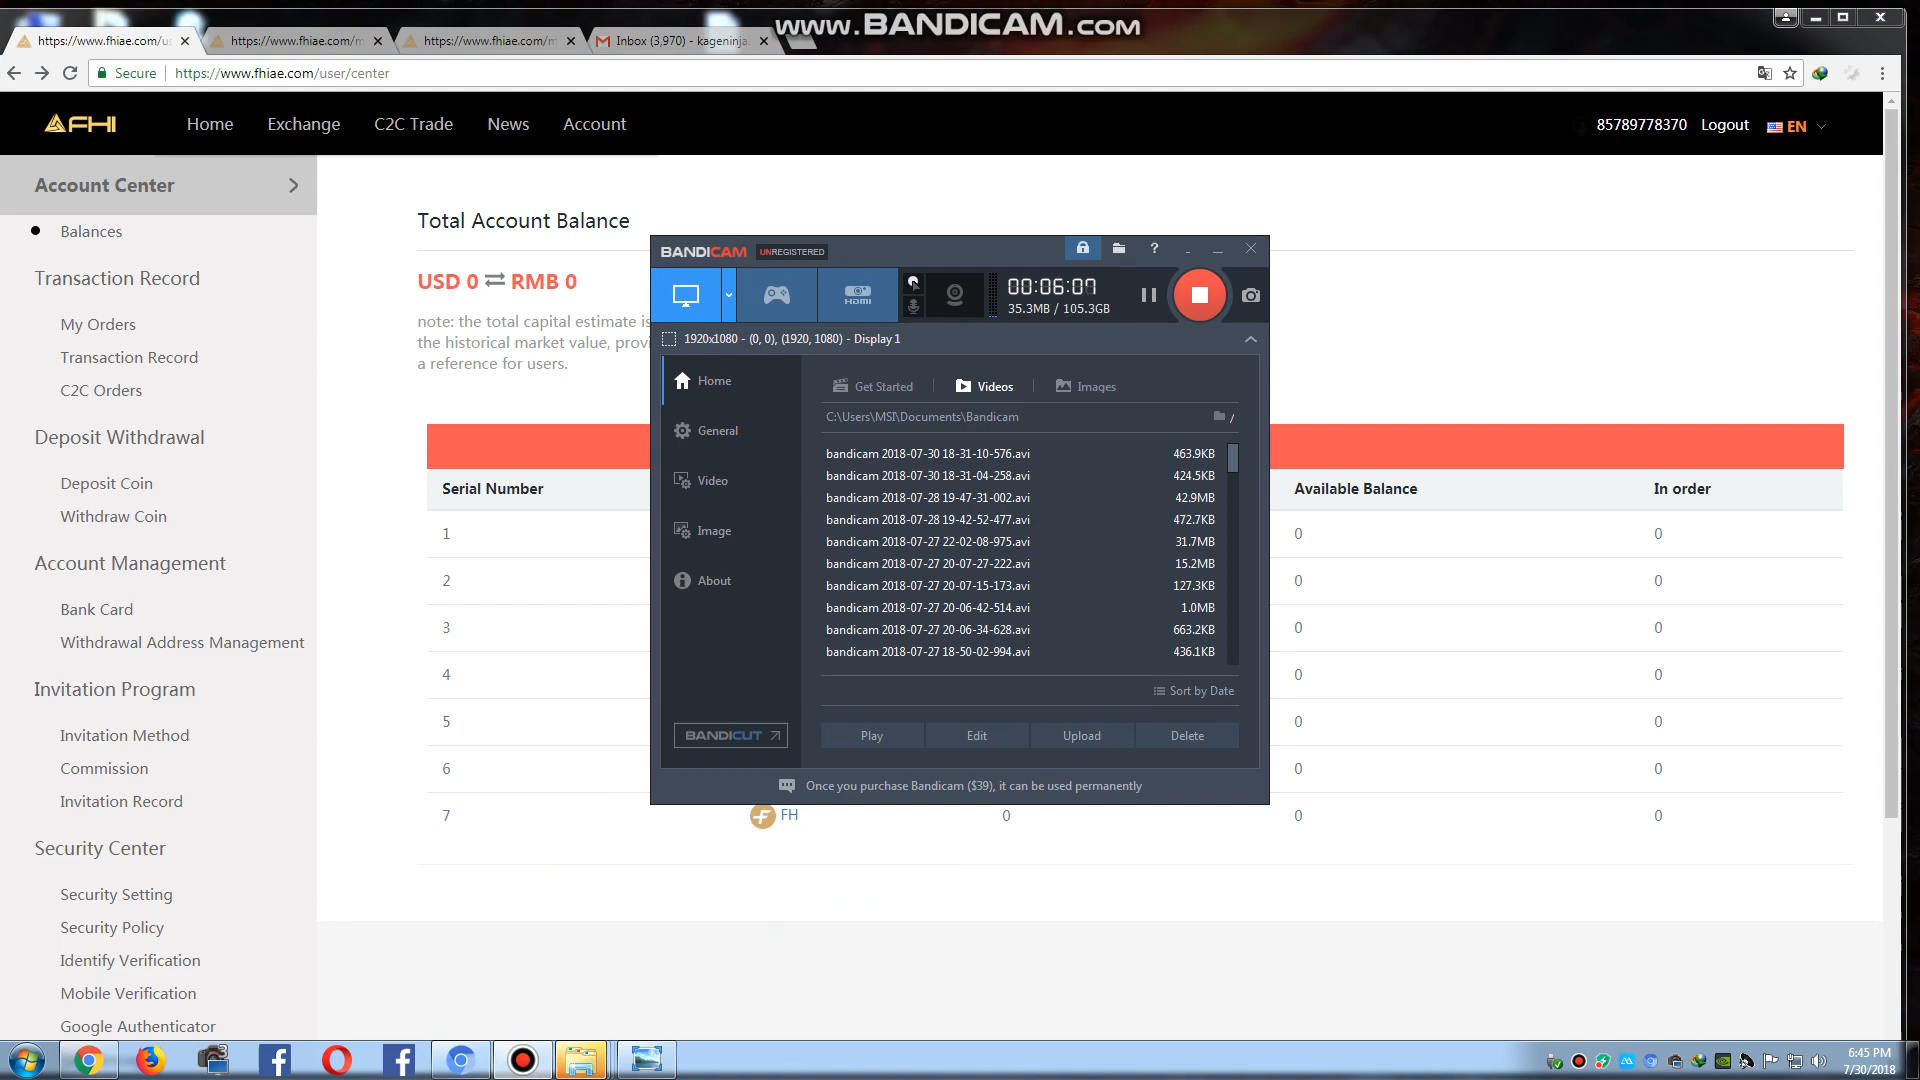 www.BANDICAM.com
https://www.fhiae.com/us
https://www.fhiae.com/m
https://www.fhiae.com/m
Inbox (3,970) - kageninja.
Secure
https://www.fhiae.com/user/center
FHI
Home
Exchange
C2C Trade
News
Account
85789778370
Logout
EN
Account Center
Balances
Transaction Record
My Orders
Transaction Record
C2C Orders
Deposit Withdrawal
Deposit Coin
Withdraw Coin
Account Management
Bank Card
Withdrawal Address Management
Invitation Program
Invitation Method
Commission
Invitation Record
Security Center
Security Setting
Security Policy
Identify Verification
Mobile Verification
Google Authenticator
Total Account Balance
USD 0 ⇌ RMB 0
note: the total capital estimate is
the historical market value, provi
a reference for users.
Serial Number
Available Balance
In order
1
0
0
2
0
0
3
0
0
4
0
0
5
0
0
6
0
0
7
FH
0
0
0
BANDICAM UNREGISTERED
?
HDMI
00:06:07
35.3MB / 105.3GB
1920x1080 - (0, 0), (1920, 1080) - Display 1
Home
General
Video
Image
About
BANDICUT
Get Started
Videos
Images
C:\Users\MSI\Documents\Bandicam
/
bandicam 2018-07-30 18-31-10-576.avi 463.9KB
bandicam 2018-07-30 18-31-04-258.avi 424.5KB
bandicam 2018-07-28 19-47-31-002.avi 42.9MB
bandicam 2018-07-28 19-42-52-477.avi 472.7KB
bandicam 2018-07-27 22-02-08-975.avi 31.7MB
bandicam 2018-07-27 20-07-27-222.avi 15.2MB
bandicam 2018-07-27 20-07-15-173.avi 127.3KB
bandicam 2018-07-27 20-06-42-514.avi 1.0MB
bandicam 2018-07-27 20-06-34-628.avi 663.2KB
bandicam 2018-07-27 18-50-02-994.avi 436.1KB
Sort by Date
Play
Edit
Upload
Delete
Once you purchase Bandicam ($39), it can be used permanently
6:45 PM
7/30/2018